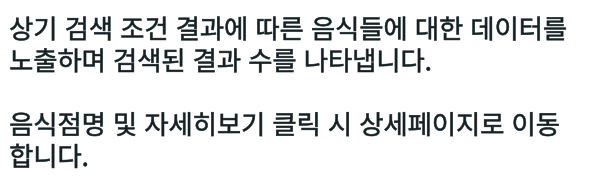 상기 검색 조건 결과에 따른 음식들에 대한 데이터를
노출하며 검색된 결과 수를 나타냅니다.
음식점명 및 자세히보기 클릭 시 상세페이지로 이동
합니다.